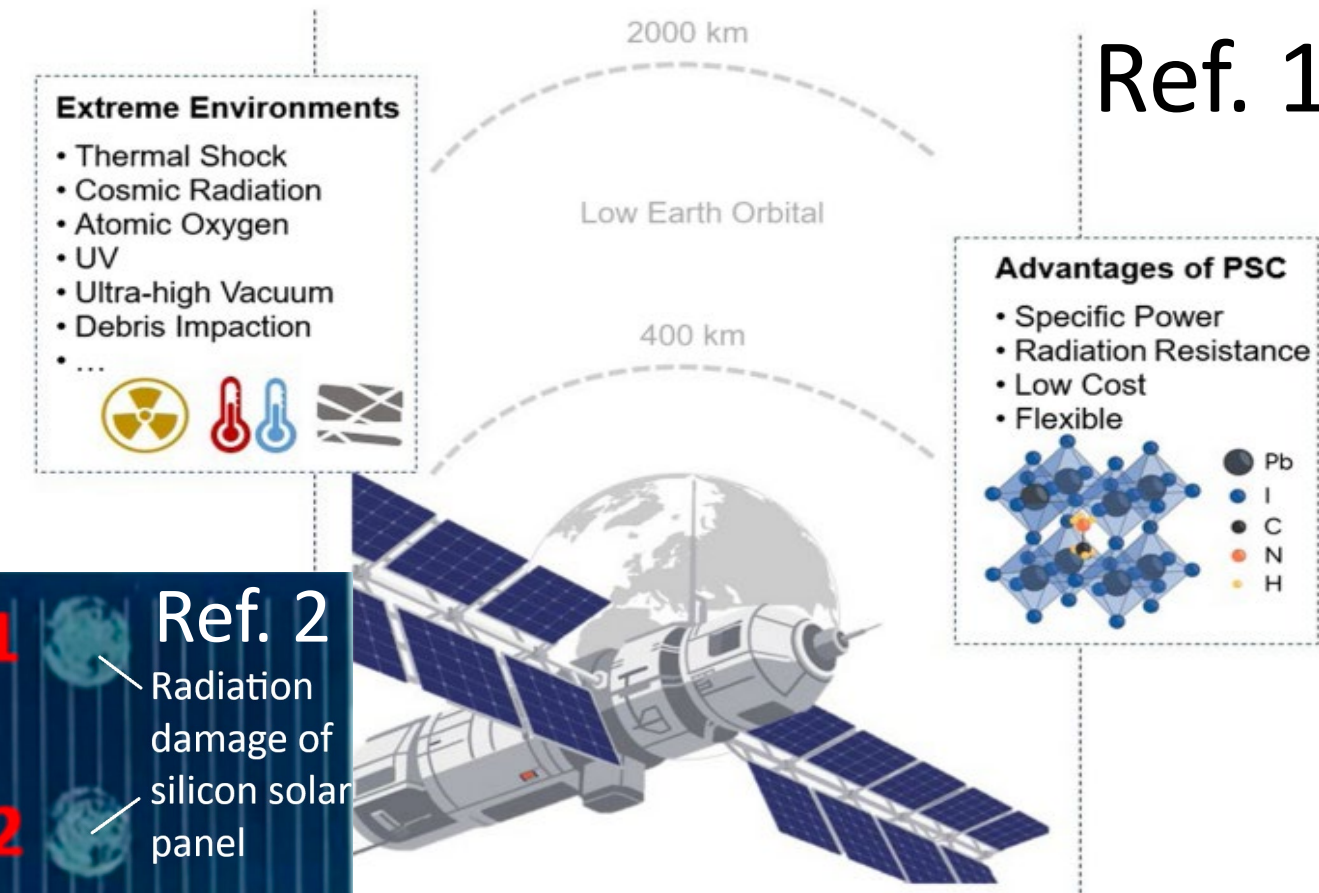 2000 km
Ref. 1
Extreme Environments
• Thermal Shock
• Cosmic Radiation
• Atomic Oxygen
• UV
• Ultra-high Vacuum
• Debris Impaction
• ...
Low Earth Orbital
400 km
Advantages of PSC
• Specific Power
• Radiation Resistance
• Low Cost
• Flexible
Pb
I
C
N
H
1
Ref. 2
Radiation
damage of
silicon solar
panel
2